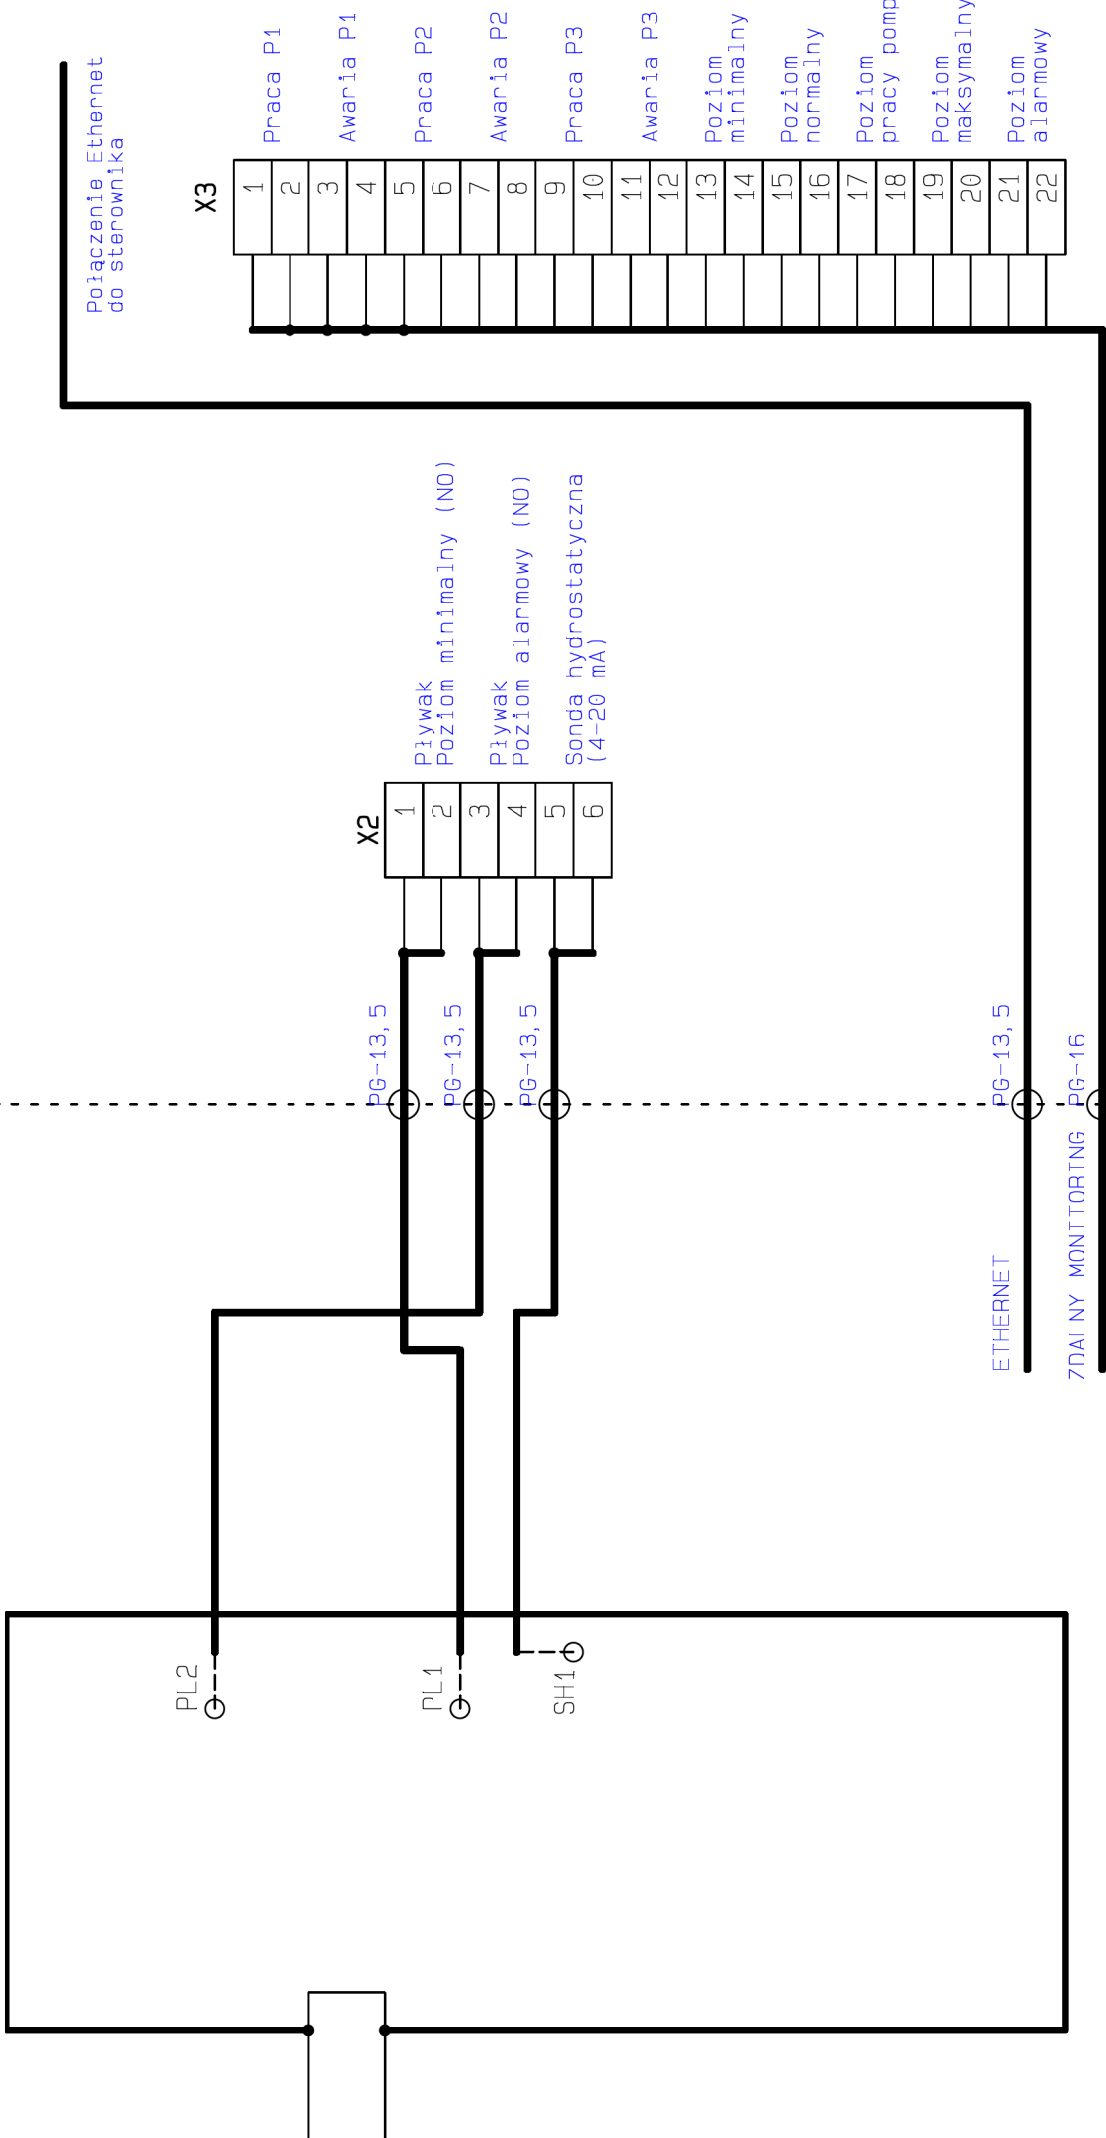 Połączenie Ethernet
do sterownika
X3
1
2
3
4
5
6
7
8
9
10
11
12
13
14
15
16
17
18
19
20
21
22
Praca P1
Awaria P1
Praca P2
Awaria P2
Praca P3
Awaria P3
Poziom
minimalny
Poziom
normalny
Poziom
pracy pomp
Poziom
maksymalny
Poziom
alarmowy
X2
1
2
3
4
5
6
Pływak
Poziom minimalny (NO)
Pływak
Poziom alarmowy (NO)
Sonda hydrostatyczna
(4-20 mA)
PG-13,5
PG-13,5
PG-13,5
PG-13,5
PG-16
ETHERNET
ZDALNY MONITORING
PL2
PL1
SH1